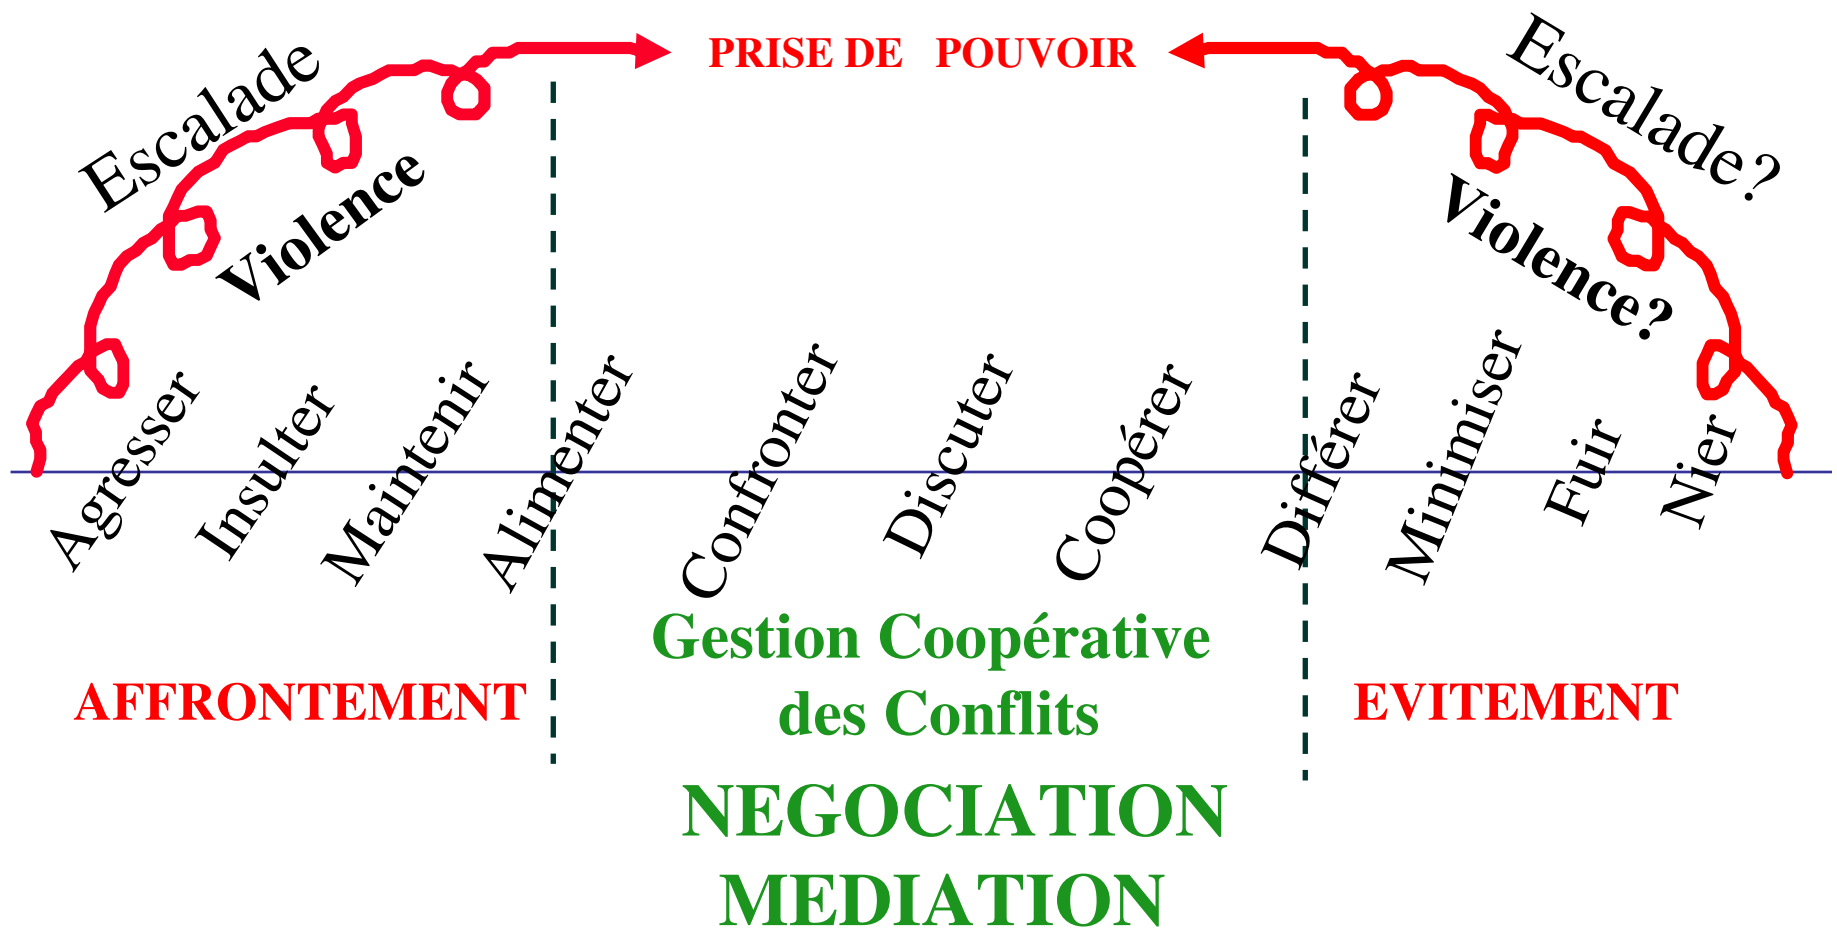 PRISE DE POUVOIR
Escalade
Violence
Escalade?
Violence?
Agresser
Insulter
Maintenir
Alimenter
Confronter
Discuter
Coopérer
Différer
Minimiser
Fuir
Nier
AFFRONTEMENT
Gestion Coopérative
des Conflits
EVITEMENT
NEGOCIATION
MEDIATION